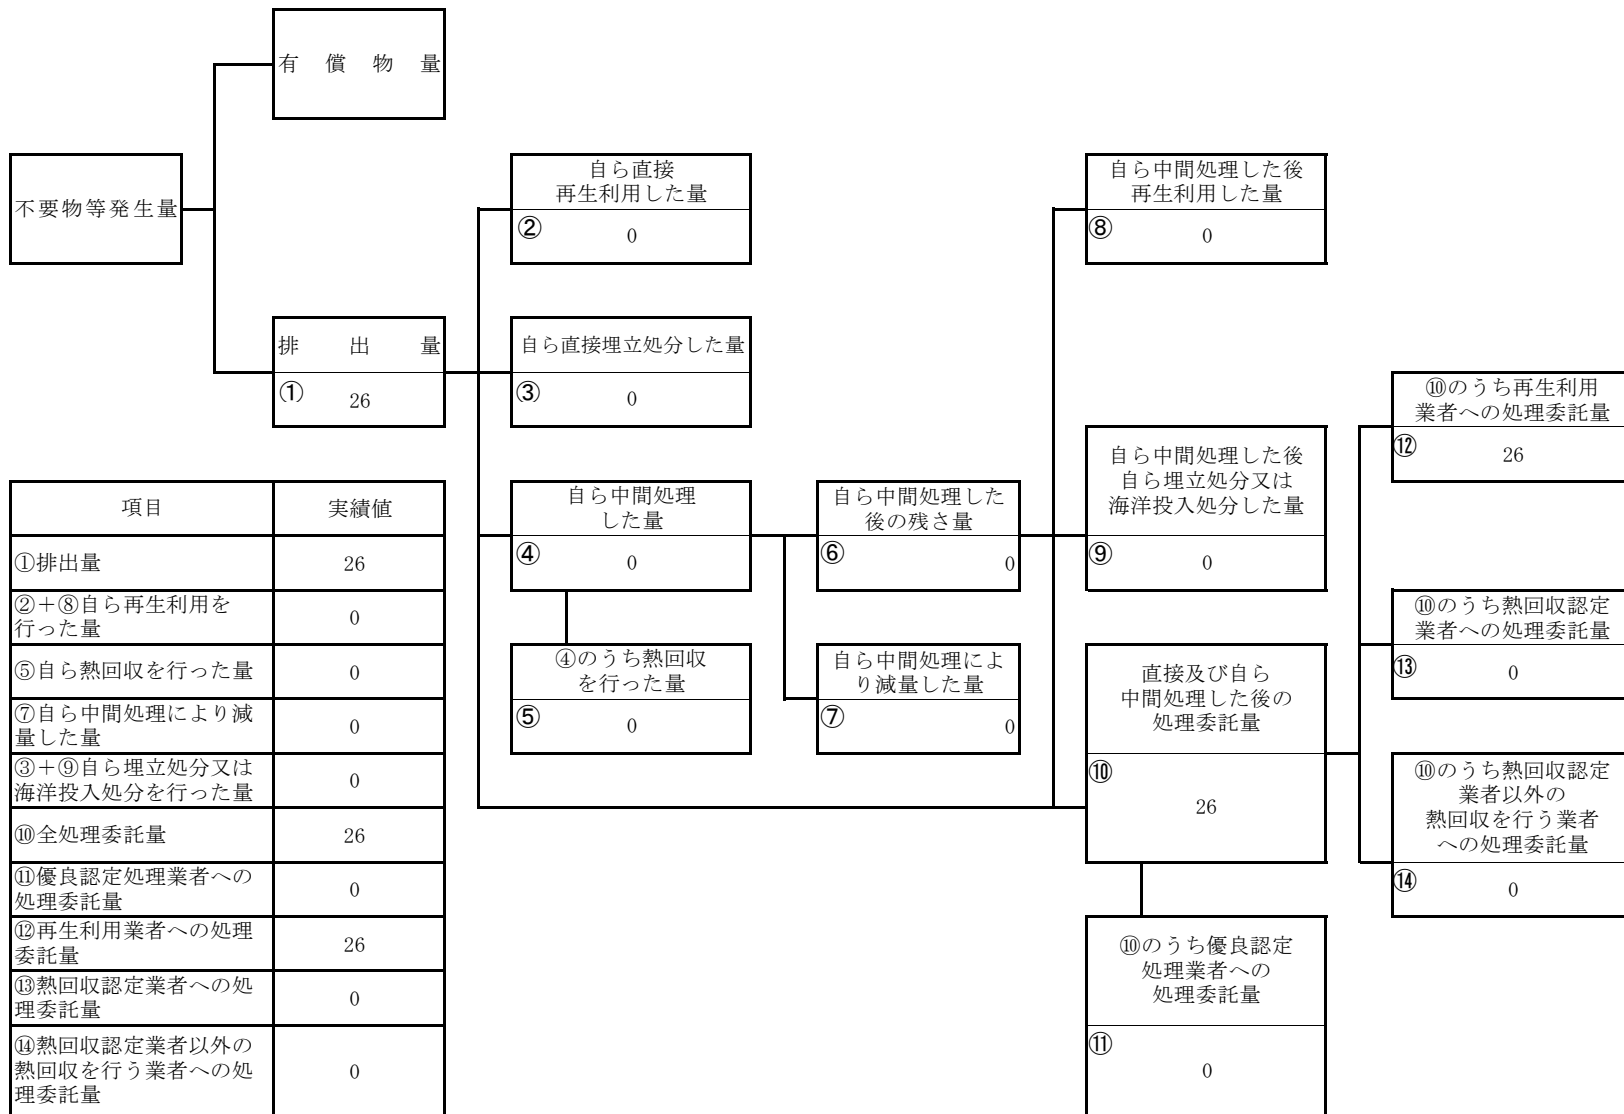 有償物量
不要物等発生量
排出量
① 26
自ら直接
再生利用した量
② 0
自ら直接埋立処分した量
③ 0
自ら中間処理
した量
④ 0
④のうち熱回収
を行った量
⑤ 0
自ら中間処理した
後の残さ量
⑥ 0
自ら中間処理によ
り減量した量
⑦ 0
自ら中間処理した後
再生利用した量
⑧ 0
自ら中間処理した後
自ら埋立処分又は
海洋投入処分した量
⑨ 0
直接及び自ら
中間処理した後の
処理委託量
⑩
26
⑩のうち優良認定
処理業者への
処理委託量
⑪
0
⑩のうち再生利用
業者への処理委託量
⑫ 26
⑩のうち熱回収認定
業者への処理委託量
⑬ 0
⑩のうち熱回収認定
業者以外の
熱回収を行う業者
への処理委託量
⑭ 0
項目 実績値
①排出量 26
②+⑧自ら再生利用を
行った量 0
⑤自ら熱回収を行った量 0
⑦自ら中間処理により減
量した量 0
③+⑨自ら埋立処分又は
海洋投入処分を行った量 0
⑩全処理委託量 26
⑪優良認定処理業者への
処理委託量 0
⑫再生利用業者への処理
委託量 26
⑬熱回収認定業者への処
理委託量 0
⑭熱回収認定業者以外の
熱回収を行う業者への処 0
理委託量